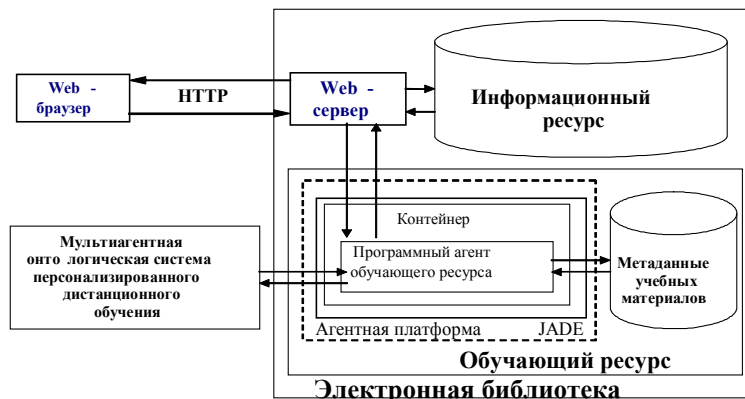 Web -
браузер
HTTP
Web -
сервер
Информационный
ресурс
Мультиагентная
онто логическая система
персонализированного
дистанционного
обучения
Контейнер
Программный агент
обучающего ресурса
Агентная платформа JADE
Метаданные
учебных
материалов
Обучающий ресурс
Электронная библиотека